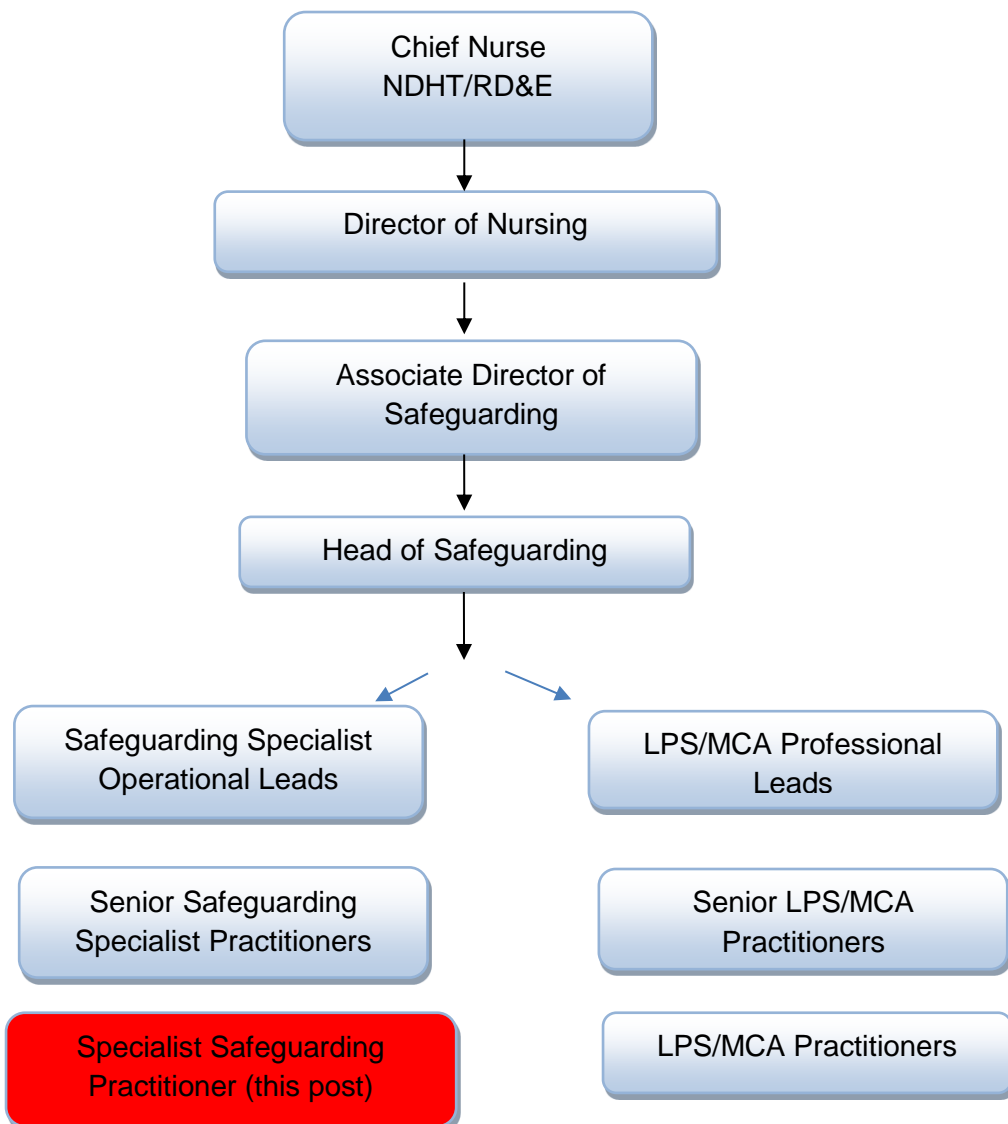 Chief Nurse
NDHT/RD&E
Director of Nursing
Associate Director of
Safeguarding
Head of Safeguarding
Safeguarding Specialist
Operational Leads
LPS/MCA Professional
Leads
Senior Safeguarding
Specialist Practitioners
Senior LPS/MCA
Practitioners
Specialist Safeguarding
Practitioner (this post)
LPS/MCA Practitioners